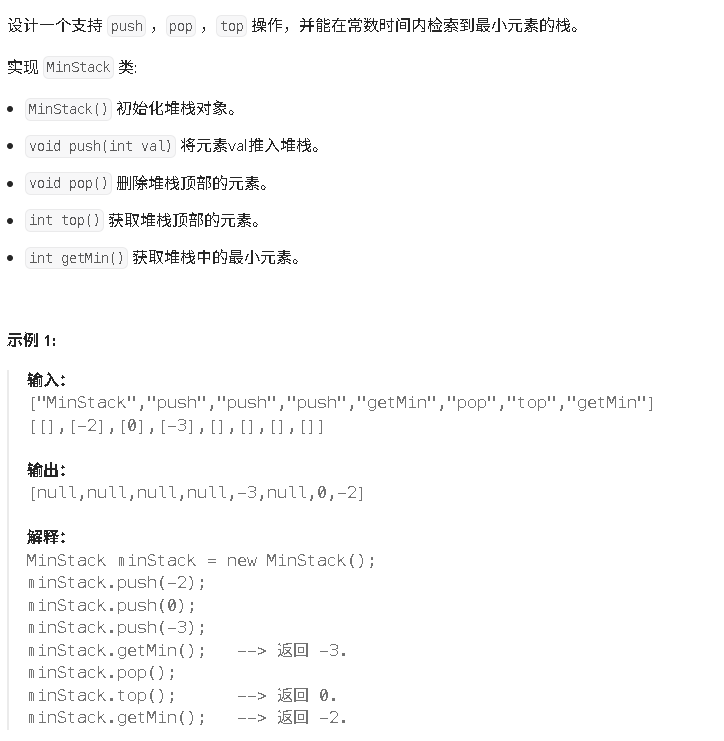 设计一个支持 push ，pop ，top 操作，并能在常数时间内检索到最小元素的栈。
实现 MinStack 类:
• MinStack() 初始化堆栈对象。
• void push(int val) 将元素val推入堆栈。
• void pop() 删除堆栈顶部的元素。
• int top() 获取堆栈顶部的元素。
• int getMin() 获取堆栈中的最小元素。
示例 1:
输入：
["MinStack","push","push","push","getMin","pop","top","getMin"]
[[],[-2],[0],[-3],[],[],[],[]]
输出：
[null,null,null,null,-3,null,0,-2]
解释：
MinStack minStack = new MinStack();
minStack.push(-2);
minStack.push(0);
minStack.push(-3);
minStack.getMin();   --> 返回 -3.
minStack.pop();
minStack.top();      --> 返回 0.
minStack.getMin();   --> 返回 -2.